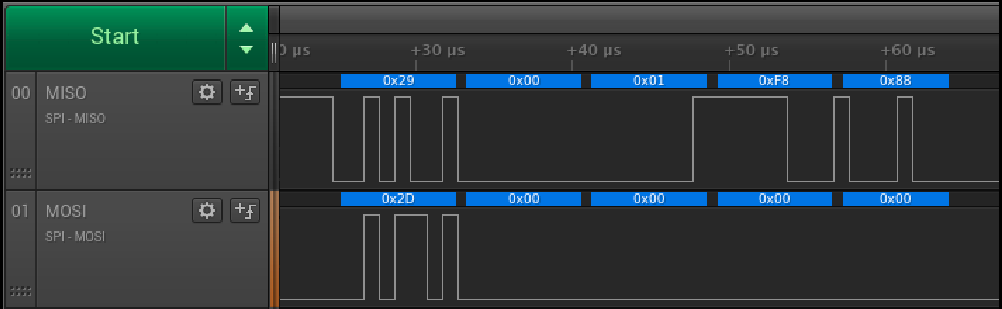 Start
0 µs
+30 µs
+40 µs
+50 µs
+60 µs
00 MISO
SPI - MISO
0x29 0x00 0x01 0xF8 0x88
01 MOSI
SPI - MOSI
0x2D 0x00 0x00 0x00 0x00